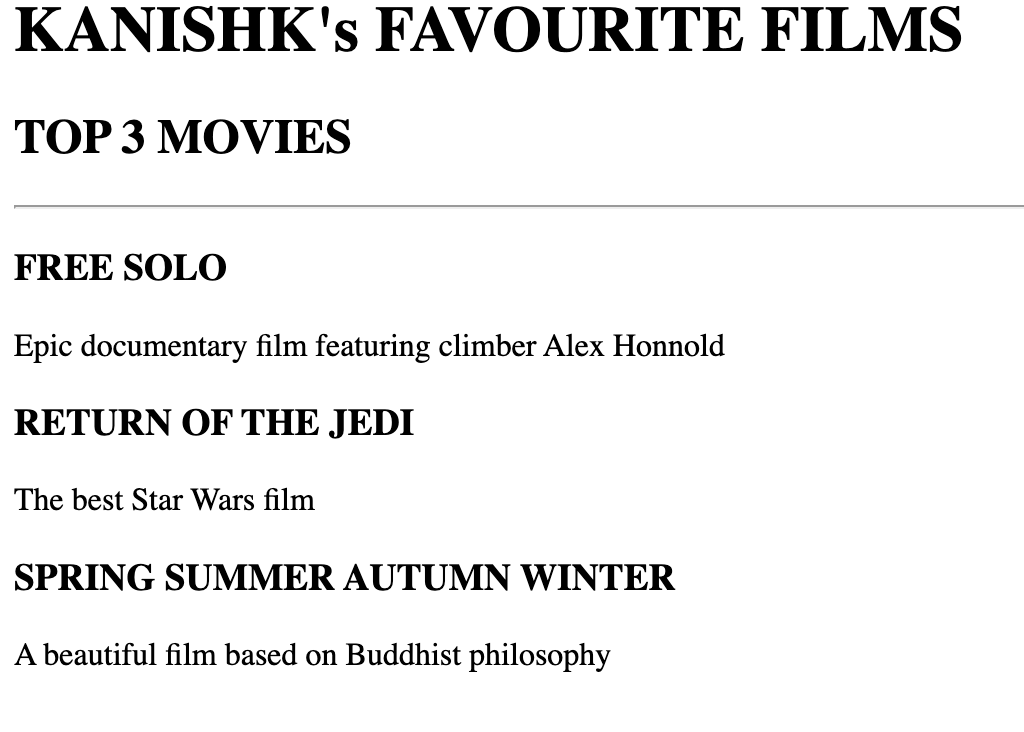 KANISHK's FAVOURITE FILMS
TOP 3 MOVIES
FREE SOLO
Epic documentary film featuring climber Alex Honnold
RETURN OF THE JEDI
The best Star Wars film
SPRING SUMMER AUTUMN WINTER
A beautiful film based on Buddhist philosophy